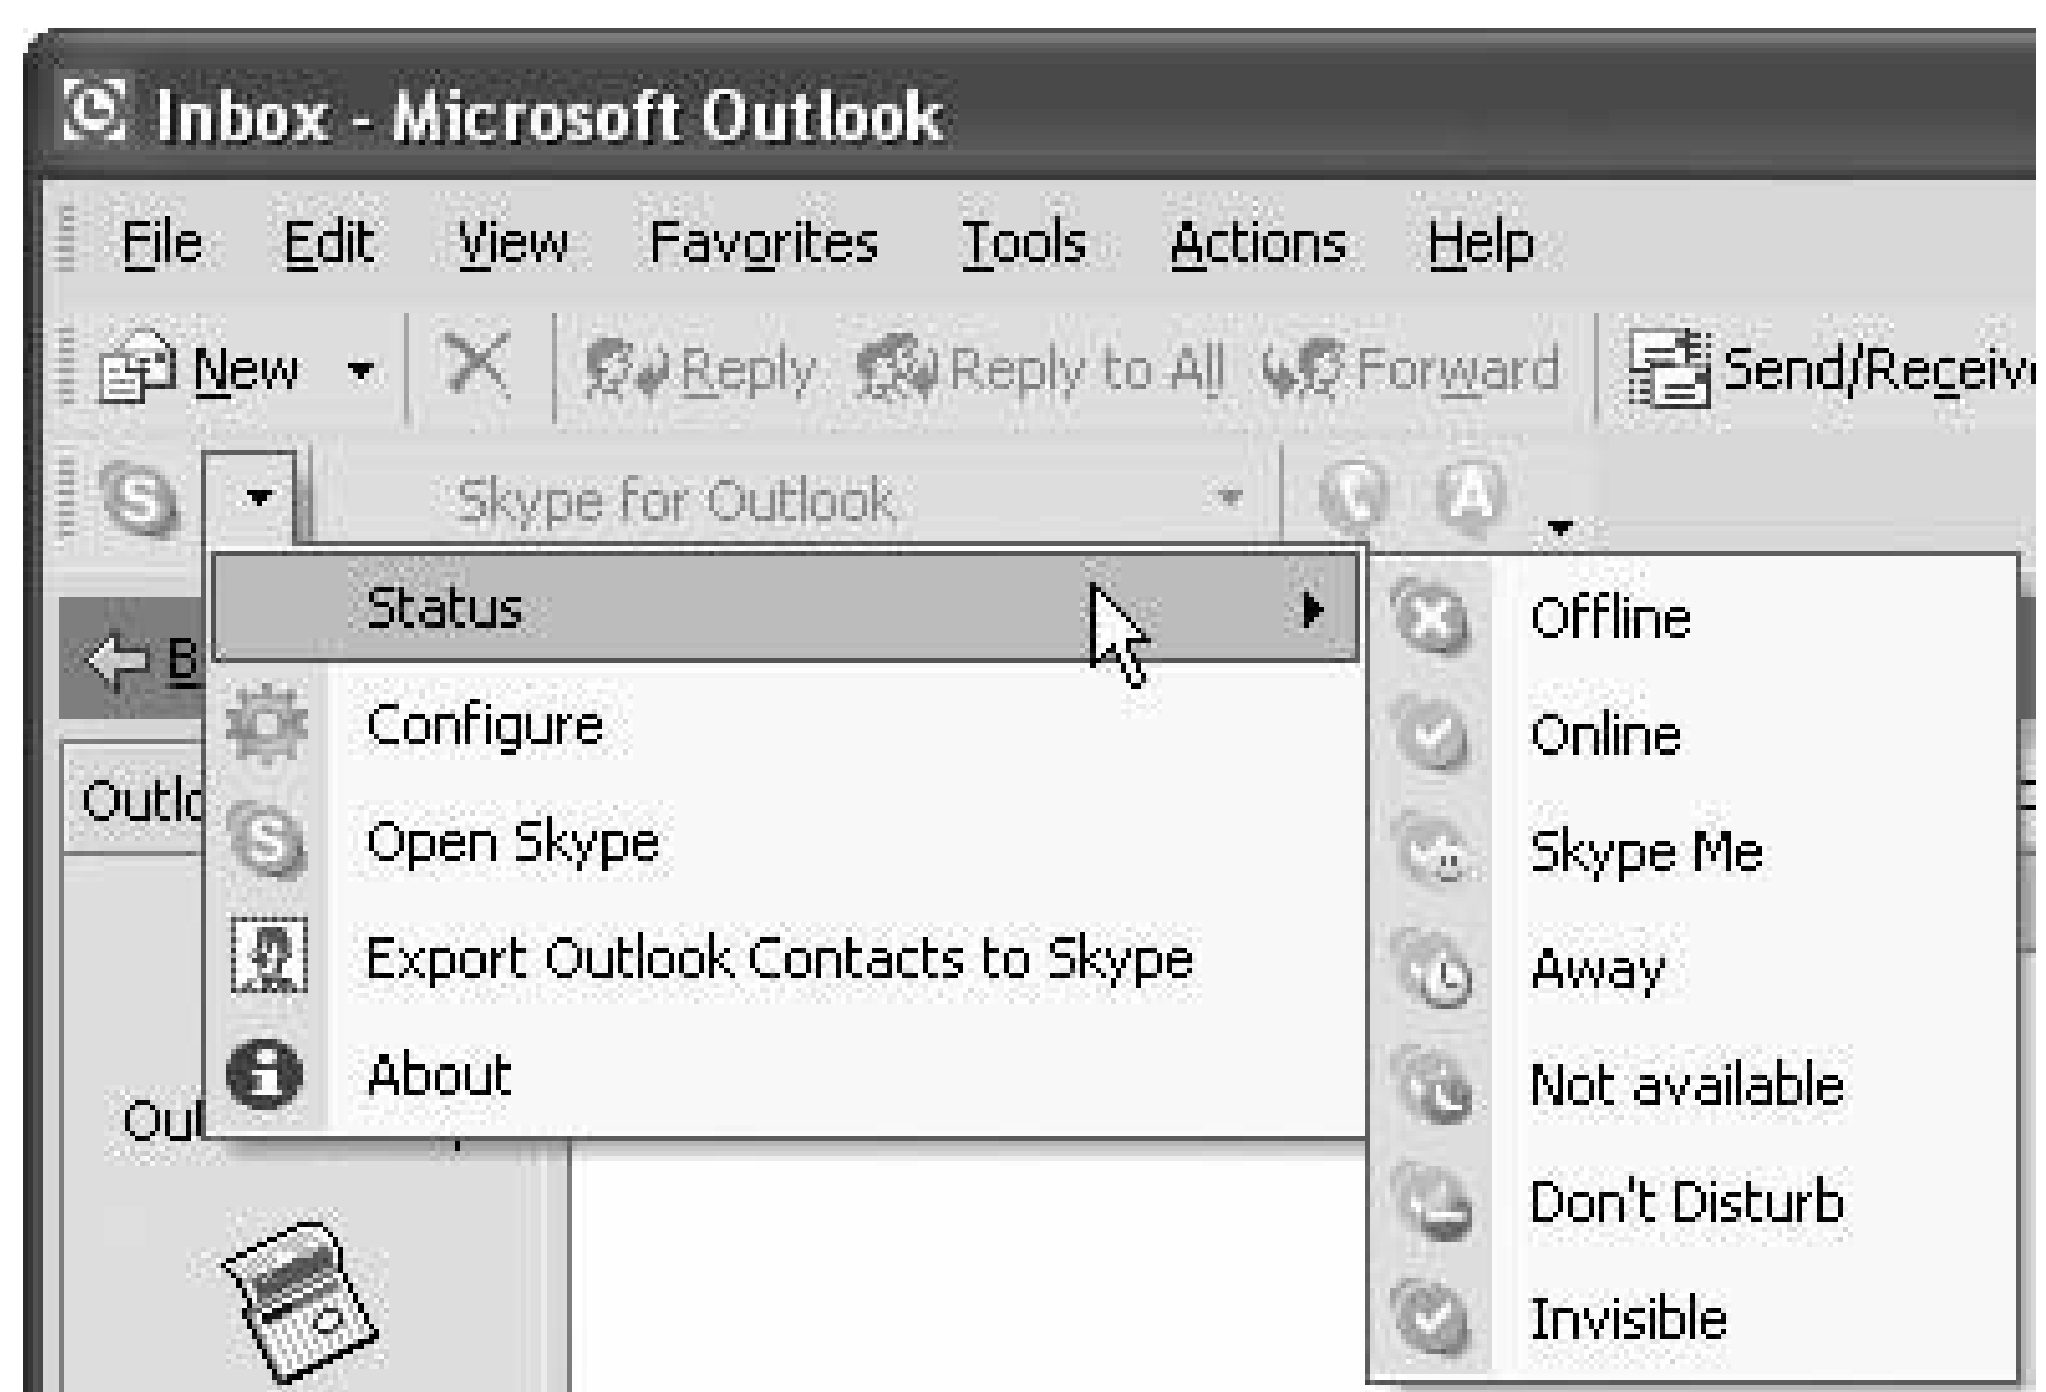 Inbox - Microsoft Outlook
File Edit View Favorites Tools Actions Help
New Reply Reply to All Forward Send/Receiv
Skype for Outlook
Status
Configure
Open Skype
Export Outlook Contacts to Skype
About
Offline
Online
Skype Me
Away
Not available
Don't Disturb
Invisible
B
Outlo
Out